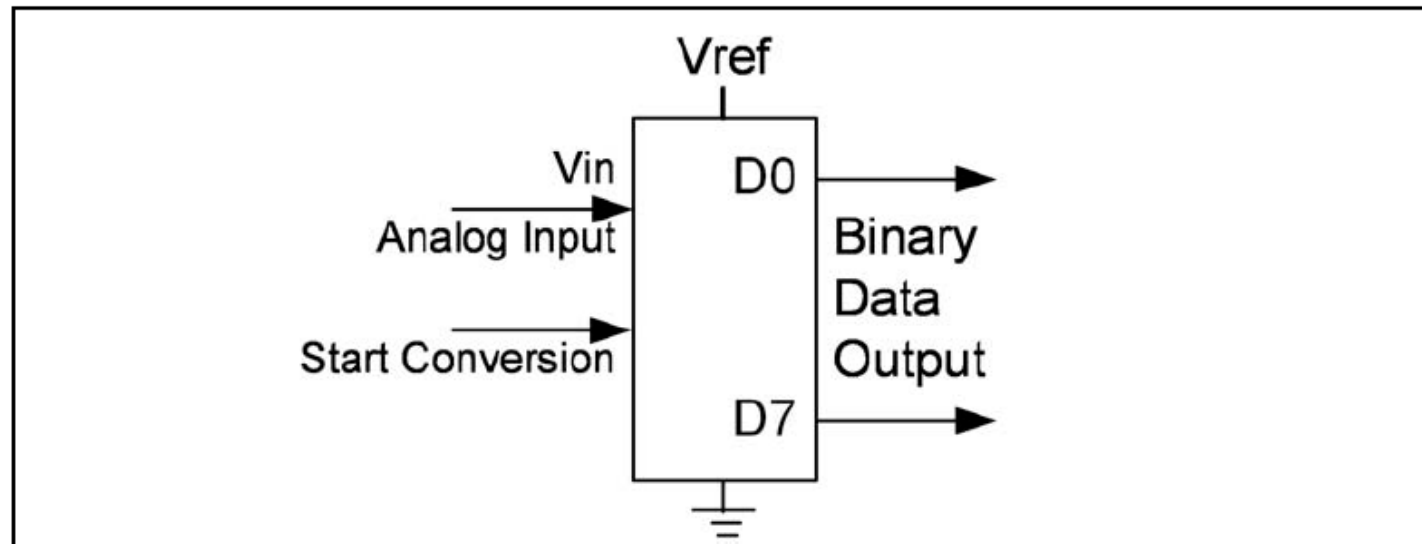 Vref
Vin
Analog Input
Start Conversion
D0
D7
Binary
Data
Output